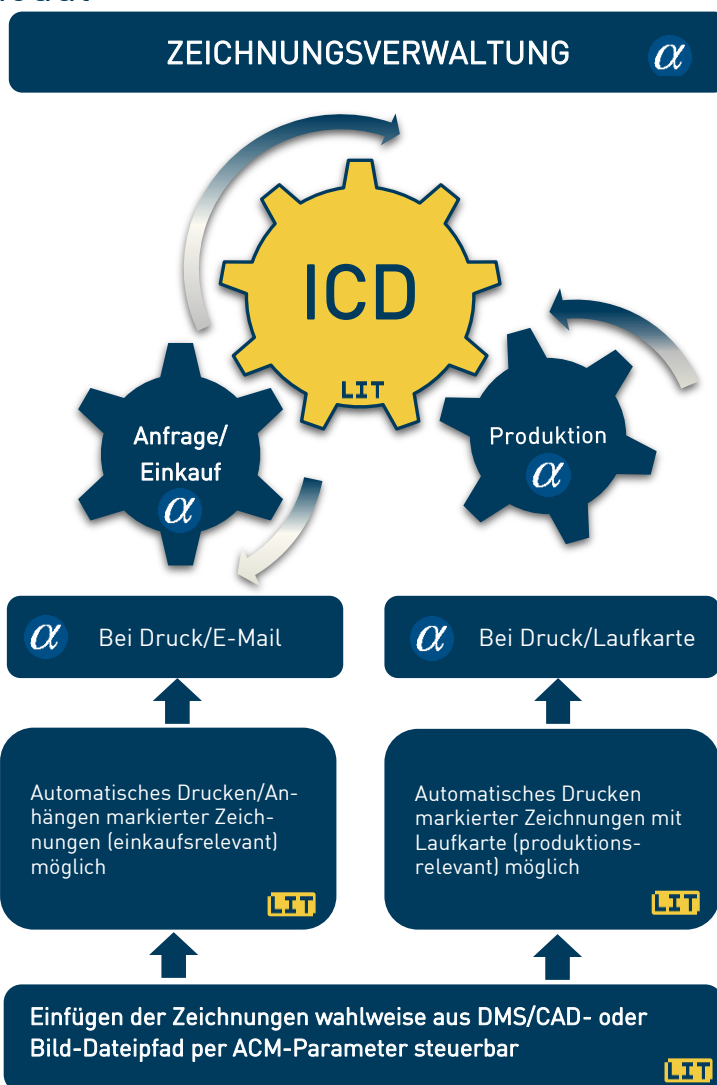 ZEICHNUNGSVERWALTUNG α
ICD
LIT
Anfrage/
Einkauf
α
Produktion
α
α Bei Druck/E-Mail
α Bei Druck/Laufkarte
Automatisches Drucken/An-
hängen markierter Zeich-
nungen (einkaufsrelevant)
möglich
LIT
Automatisches Drucken
markierter Zeichnungen mit
Laufkarte (produktions-
relevant) möglich
LIT
Einfügen der Zeichnungen wahlweise aus DMS/CAD- oder
Bild-Dateipfad per ACM-Parameter steuerbar
LIT